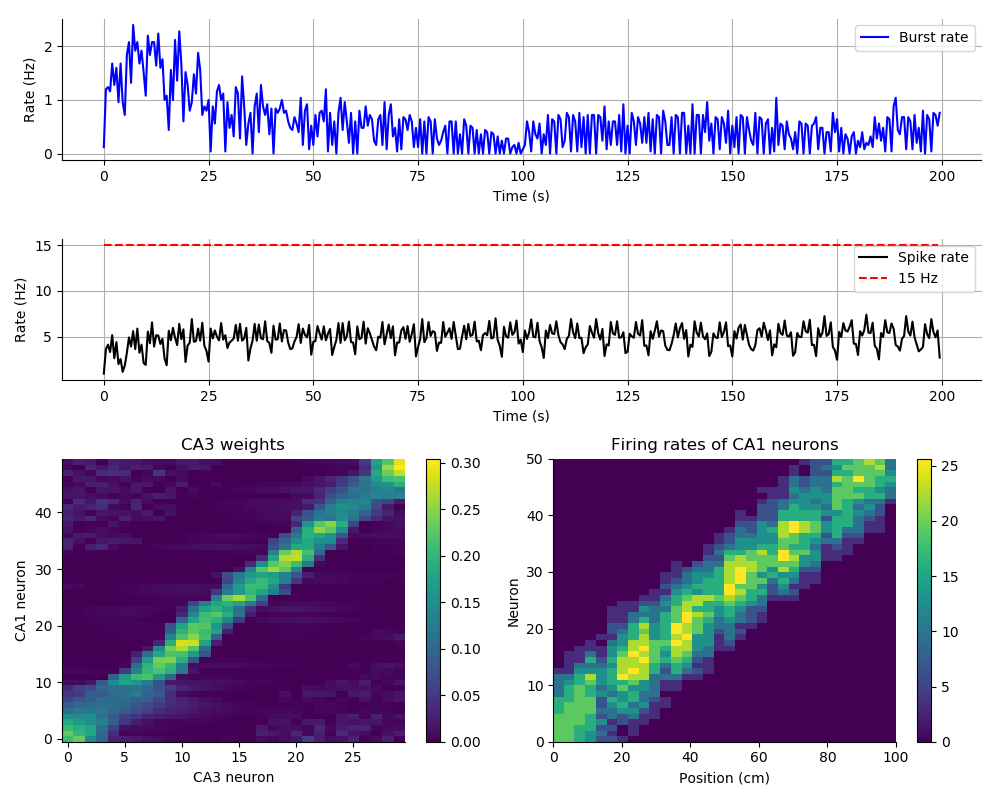 2
1
0
Rate (Hz)
Burst rate
0 25 50 75 100 125 150 175 200
Time (s)
15
10
5
Rate (Hz)
Spike rate
15 Hz
0 25 50 75 100 125 150 175 200
Time (s)
CA3 weights
40
30
20
10
0
CA1 neuron
0 5 10 15 20 25
CA3 neuron
0.30
0.25
0.20
0.15
0.10
0.05
0.00
Firing rates of CA1 neurons
50
40
30
20
10
0
Neuron
0 20 40 60 80 100
Position (cm)
25
20
15
10
5
0